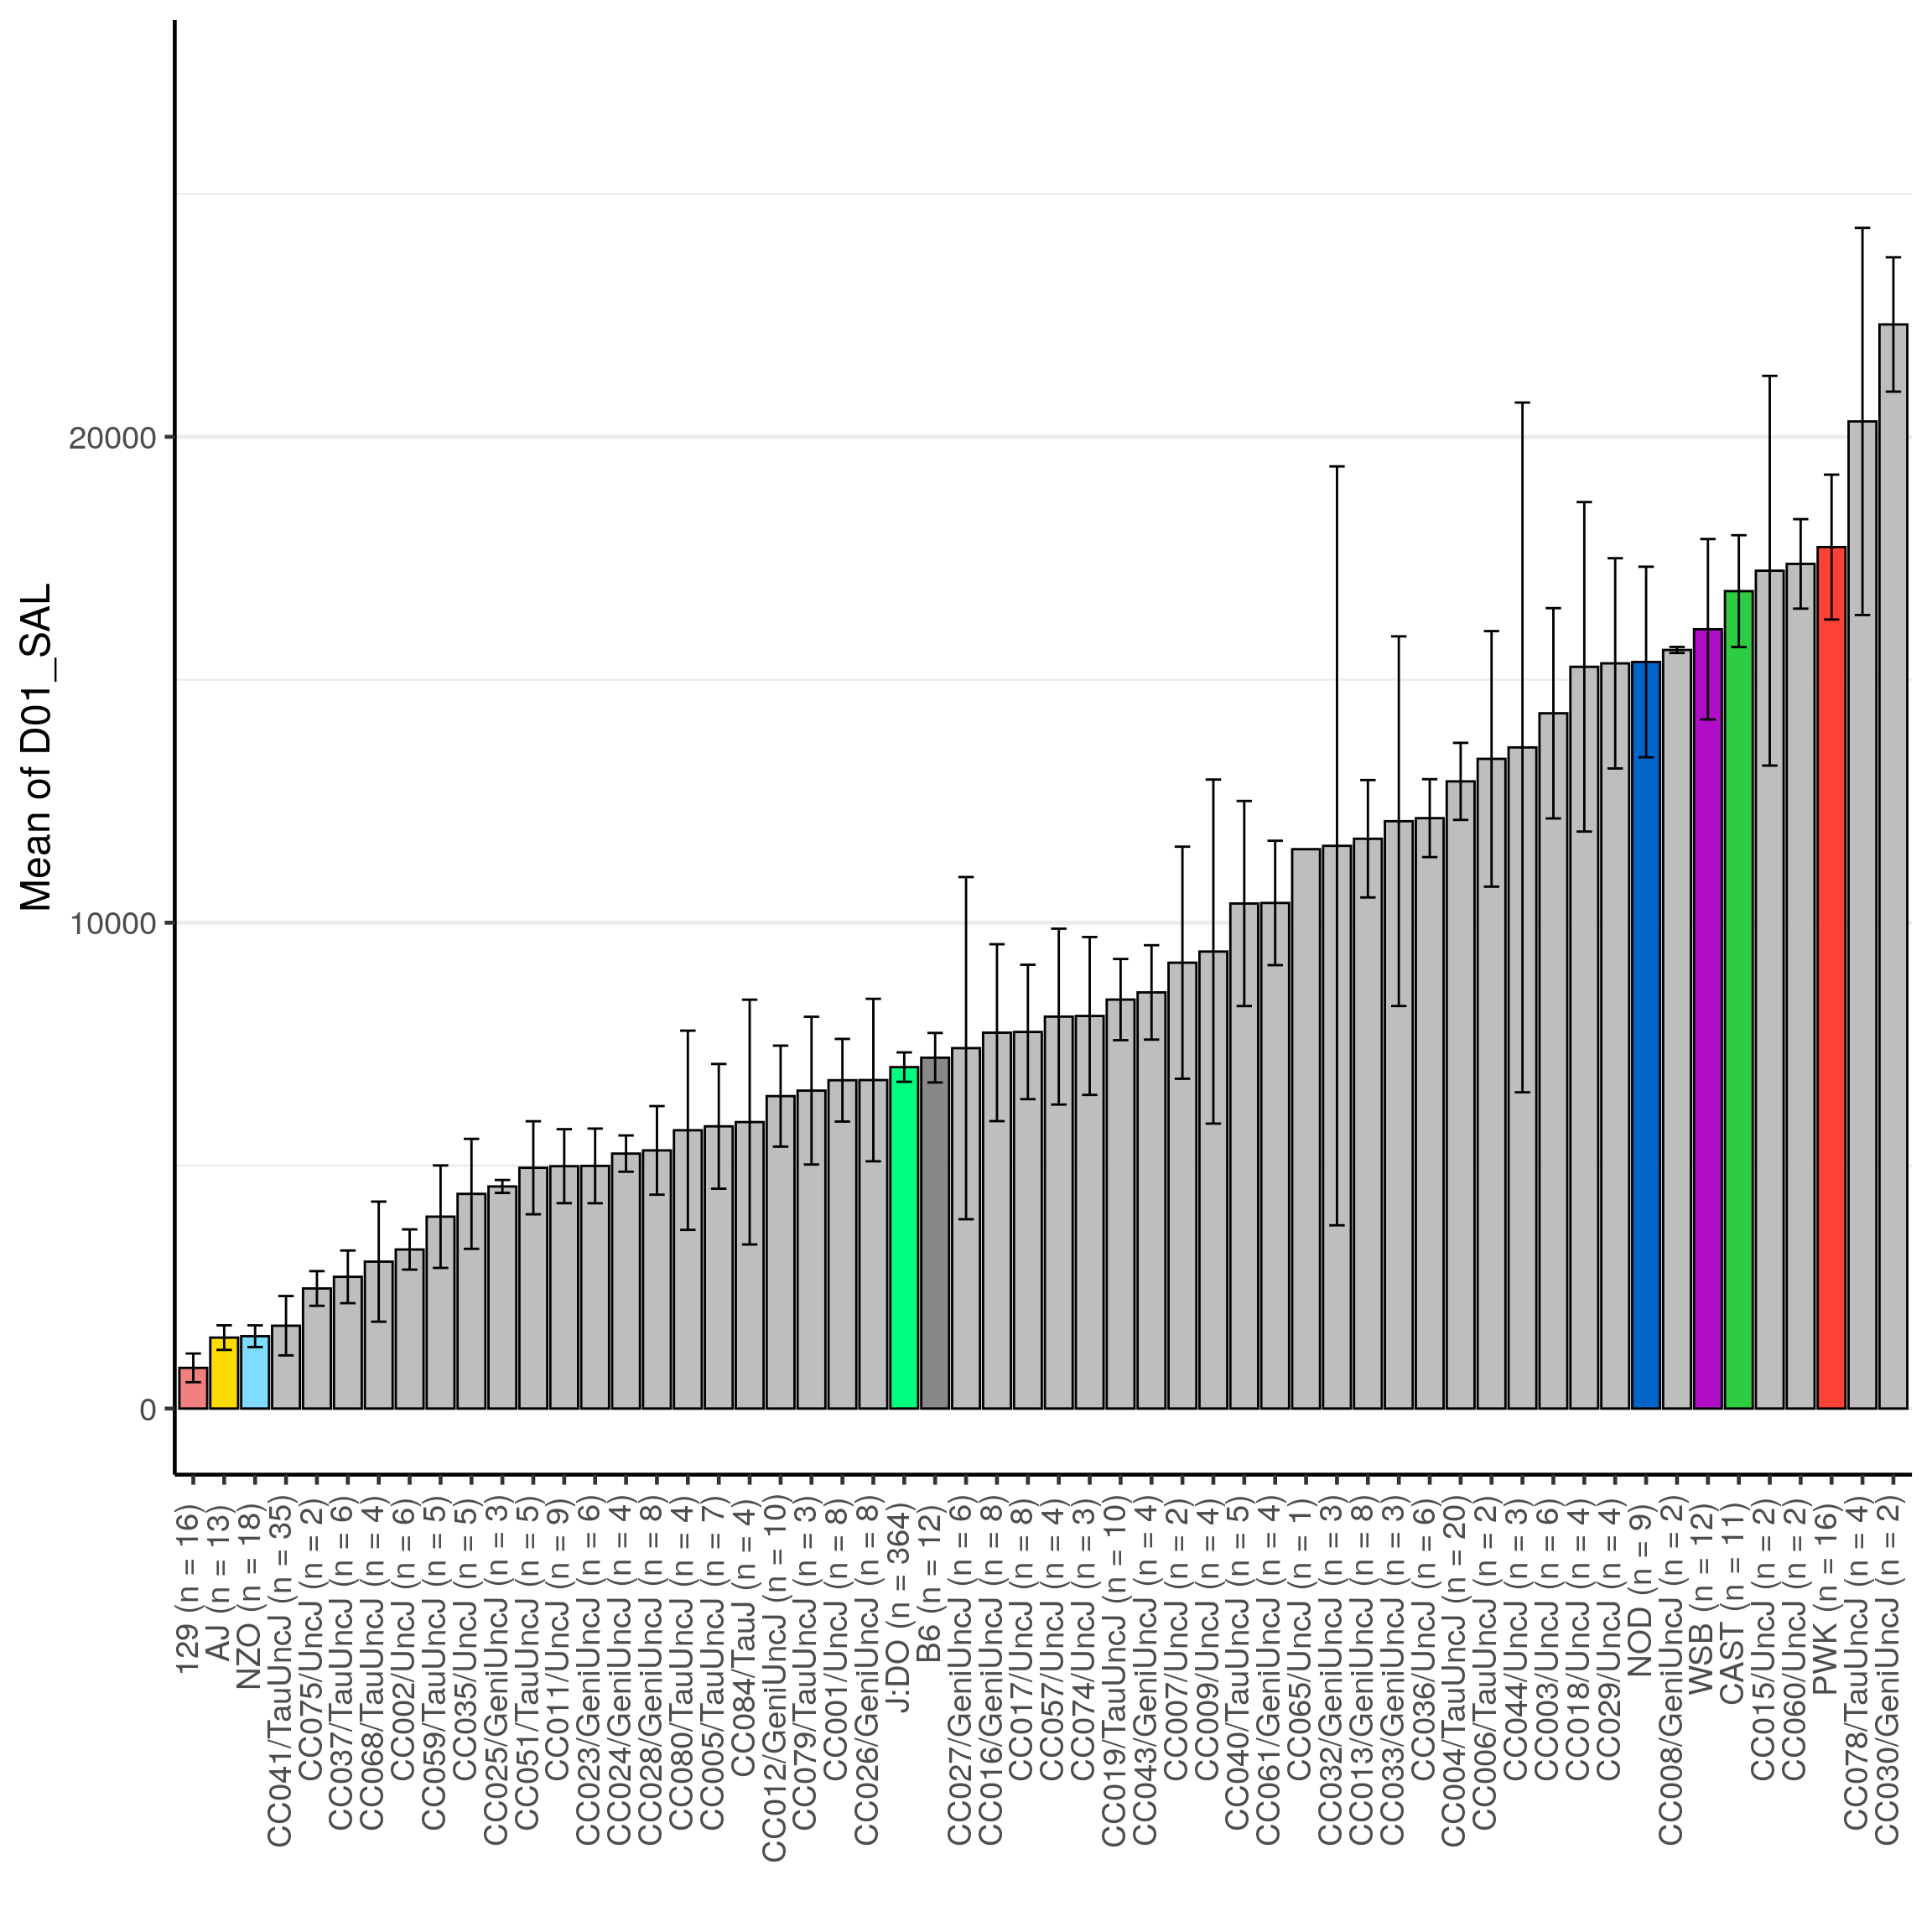 Mean of D01_SAL
20000
10000
0
129 (n = 16)
AJ (n = 13)
NZO (n = 18)
CC041/TauUncJ (n = 35)
CC075/UncJ (n = 2)
CC037/TauUncJ (n = 6)
CC068/TauUncJ (n = 4)
CC002/UncJ (n = 6)
CC059/TauUncJ (n = 5)
CC035/UncJ (n = 5)
CC025/GeniUncJ (n = 3)
CC051/TauUncJ (n = 5)
CC011/UncJ (n = 9)
CC023/GeniUncJ (n = 6)
CC024/GeniUncJ (n = 4)
CC028/GeniUncJ (n = 8)
CC080/TauUncJ (n = 4)
CC005/TauUncJ (n = 7)
CC084/TauJ (n = 4)
CC012/GeniUncJ (n = 10)
CC079/TauUncJ (n = 3)
CC001/UncJ (n = 8)
CC026/GeniUncJ (n = 8)
J:DO (n = 364)
B6 (n = 12)
CC027/GeniUncJ (n = 6)
CC016/GeniUncJ (n = 8)
CC017/UncJ (n = 8)
CC057/UncJ (n = 4)
CC074/UncJ (n = 3)
CC019/TauUncJ (n = 10)
CC043/GeniUncJ (n = 4)
CC007/UncJ (n = 2)
CC009/UncJ (n = 4)
CC040/TauUncJ (n = 5)
CC061/GeniUncJ (n = 4)
CC065/UncJ (n = 1)
CC032/GeniUncJ (n = 3)
CC013/GeniUncJ (n = 8)
CC033/GeniUncJ (n = 3)
CC036/UncJ (n = 6)
CC004/TauUncJ (n = 20)
CC006/TauUncJ (n = 2)
CC044/UncJ (n = 3)
CC003/UncJ (n = 6)
CC018/UncJ (n = 4)
CC029/UncJ (n = 4)
NOD (n = 9)
CC008/GeniUncJ (n = 2)
WSB (n = 12)
CAST (n = 11)
CC015/UncJ (n = 2)
CC060/UncJ (n = 2)
PWK (n = 16)
CC078/TauUncJ (n = 4)
CC030/GeniUncJ (n = 2)